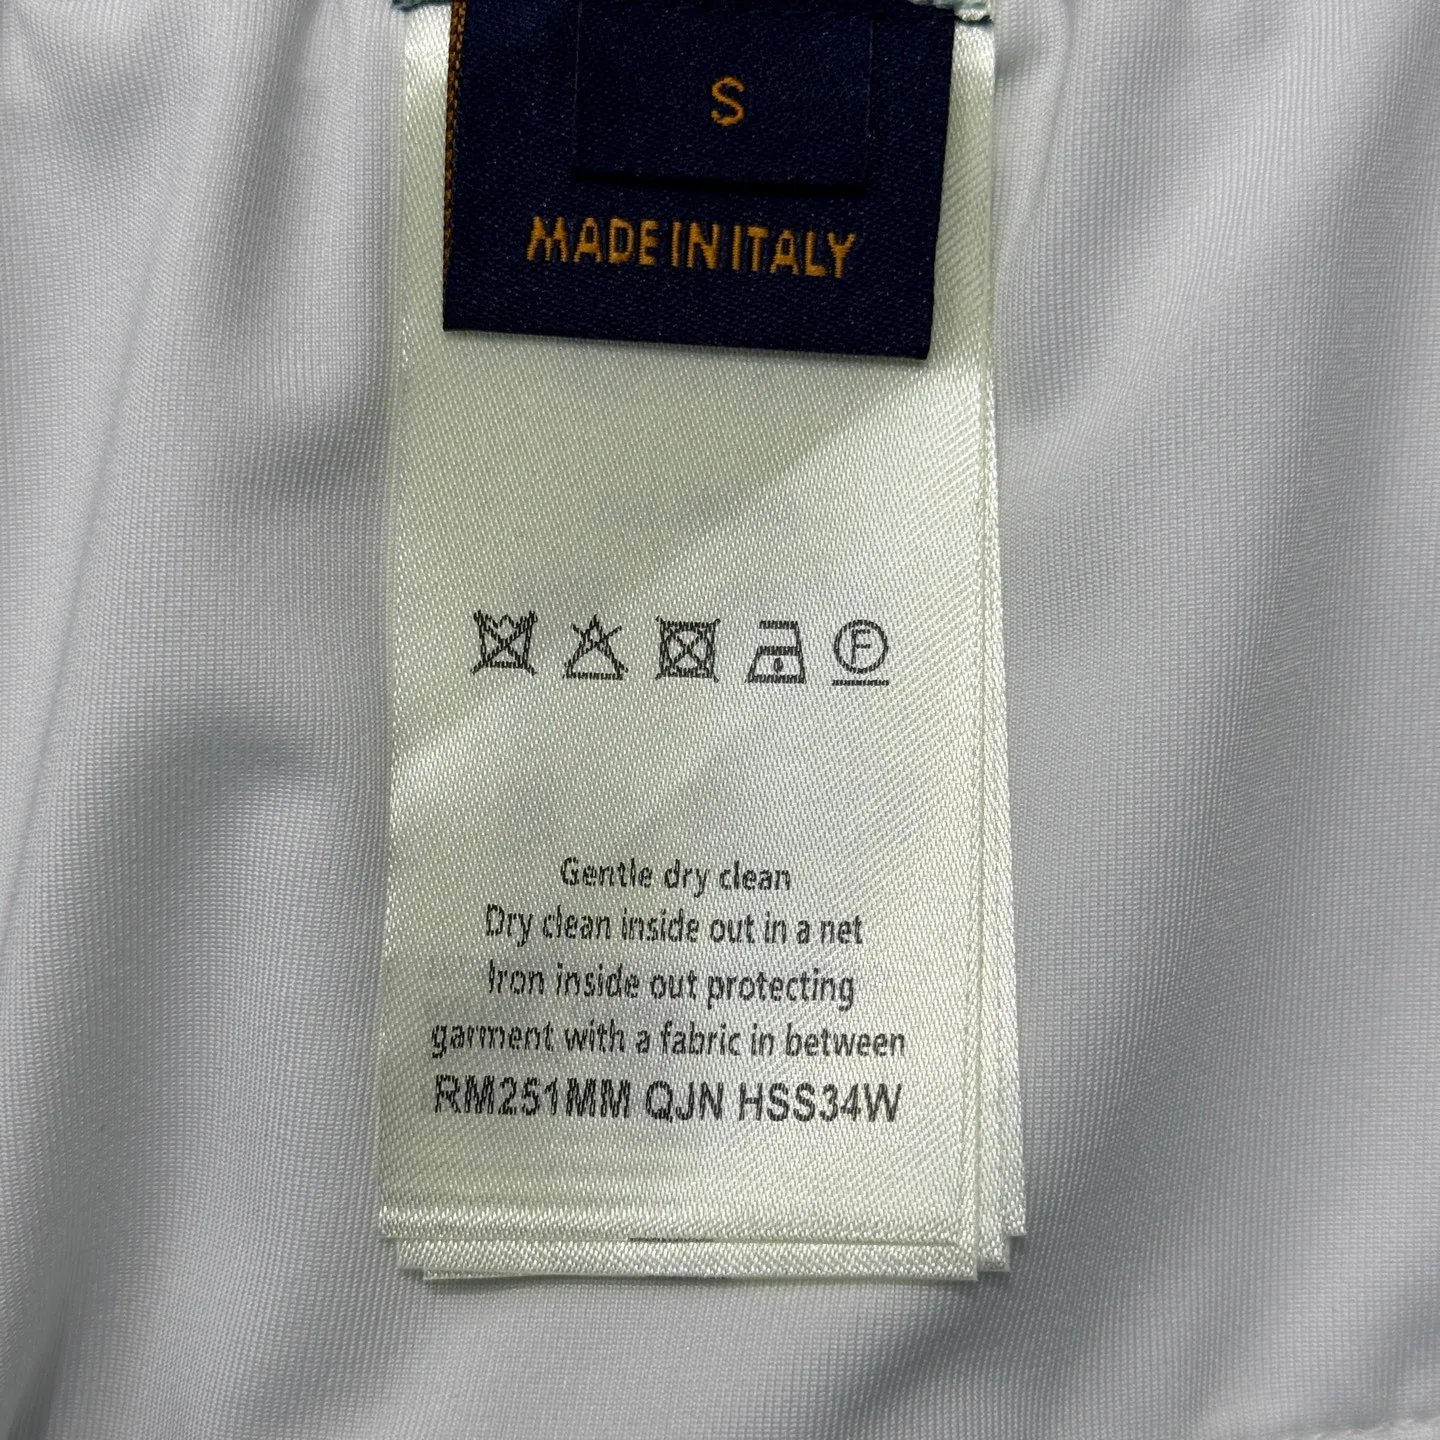 S
MADE IN ITALY
F
Gentle dry clean
Dry clean inside out in a net
Iron inside out protecting
garment with a fabric in between
RM251MM QJN HSS34W